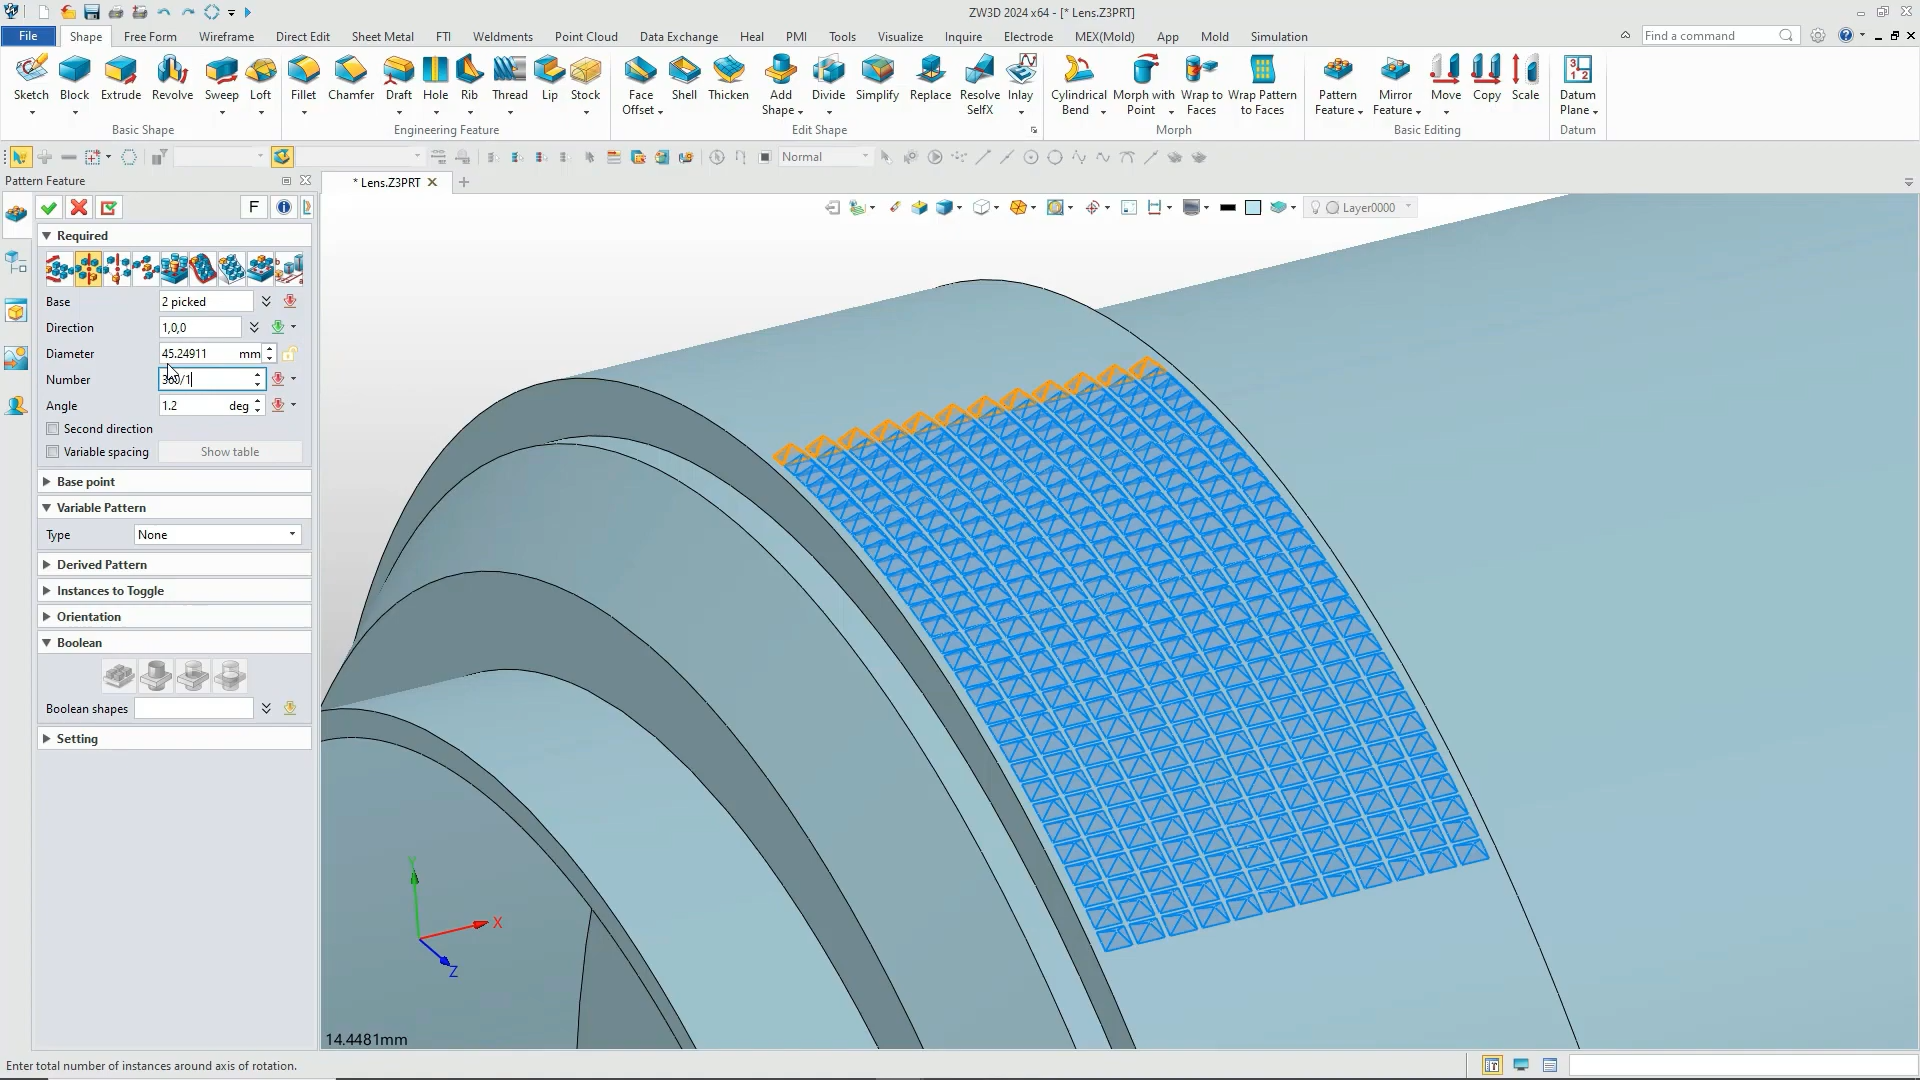 ZW3D 2024 x64 - [* Lens.Z3PRT]
File Shape Free Form Wireframe Direct Edit Sheet Metal FTI Weldments Point Cloud Data Exchange Heal PMI Tools Visualize Inquire Electrode MEX(Mold) App Mold Simulation Find a command
Sketch Block Extrude Revolve Sweep Loft Fillet Chamfer Draft Hole Rib Thread Lip Stock Face Offset Shell Thicken Add Shape Divide Simplify Replace Resolve SelfX Inlay Cylindrical Bend Morph with Point Wrap to Faces Wrap Pattern to Faces Pattern Feature Mirror Feature Move Copy Scale Datum Plane
Basic Shape Engineering Feature Edit Shape Morph Basic Editing Datum
Normal
Pattern Feature
* Lens.Z3PRT
F
Layer0000
Required
Base 2 picked
Direction 1,0,0
Diameter 45.24911 mm
Number 360/1
Angle 1.2 deg
Second direction
Variable spacing Show table
Base point
Variable Pattern
Type None
Derived Pattern
Instances to Toggle
Orientation
Boolean
Boolean shapes
Setting
Y
X
Z
14.4481mm
Enter total number of instances around axis of rotation.